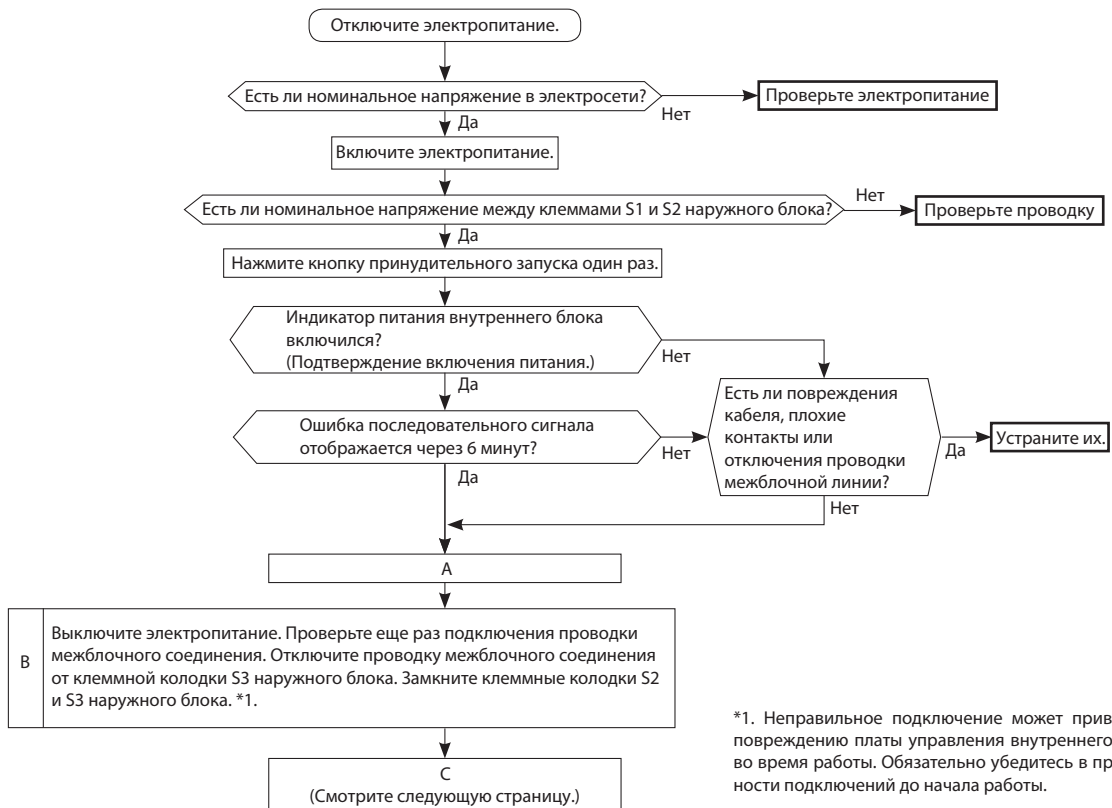 Отключите электропитание.
Есть ли номинальное напряжение в электросети?
Нет
Проверьте электропитание
Да
Включите электропитание.
Есть ли номинальное напряжение между клеммами S1 и S2 наружного блока?
Нет
Проверьте проводку
Да
Нажмите кнопку принудительного запуска один раз.
Индикатор питания внутреннего блока
включился?
(Подтверждение включения питания.)
Нет
Да
Ошибка последовательного сигнала
отображается через 6 минут?
Нет
Да
Есть ли повреждения
кабеля, плохие
контакты или
отключения проводки
межблочной линии?
Да
Устраните их.
Нет
A
B
Выключите электропитание. Проверьте еще раз подключения проводки
межблочного соединения. Отключите проводку межблочного соединения
от клеммной колодки S3 наружного блока. Замкните клеммные колодки S2
и S3 наружного блока. *1.
C
(Смотрите следующую страницу.)
*1. Неправильное подключение может прив
повреждению платы управления внутреннего
во время работы. Обязательно убедитесь в пр
ности подключений до начала работы.